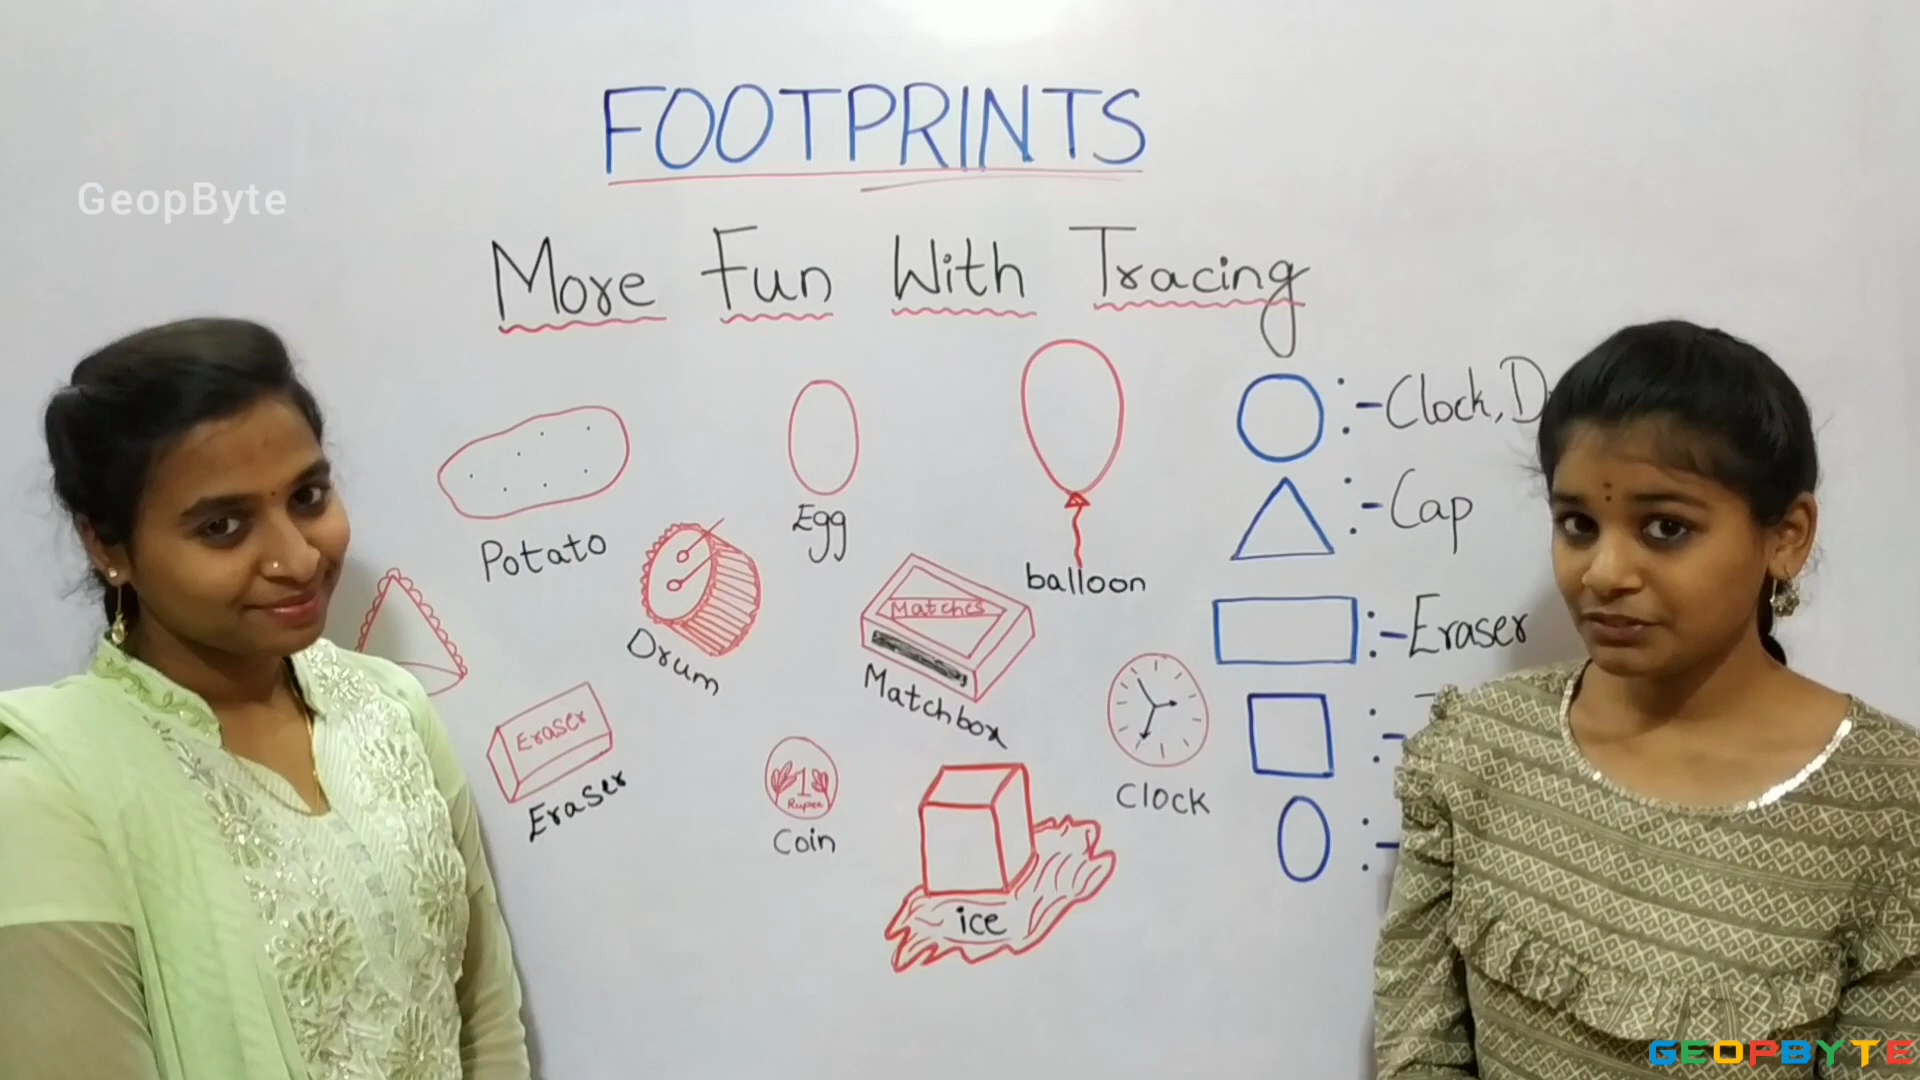 FOOTPRINTS
GeopByte
More Fun With Tracing
:-Clock, D
:-Cap
Egg
Potato
balloon
Matches
:-Eraser
Drum
Matchbox
Eraser
Eraser
1
Rupee
Clock
Coin
ice
GEOPBYTE